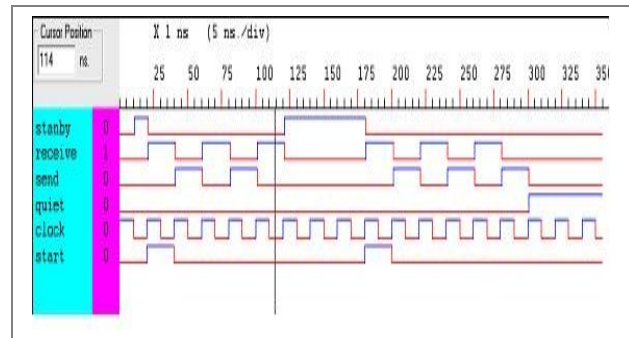 Cursor Position
X 1 ns (5 ns./div)
114 ns.
25 50 75 100 125 150 175 200 225 250 275 300 325 350
stanby 0
receive 1
send 0
quiet 0
clock 0
start 0